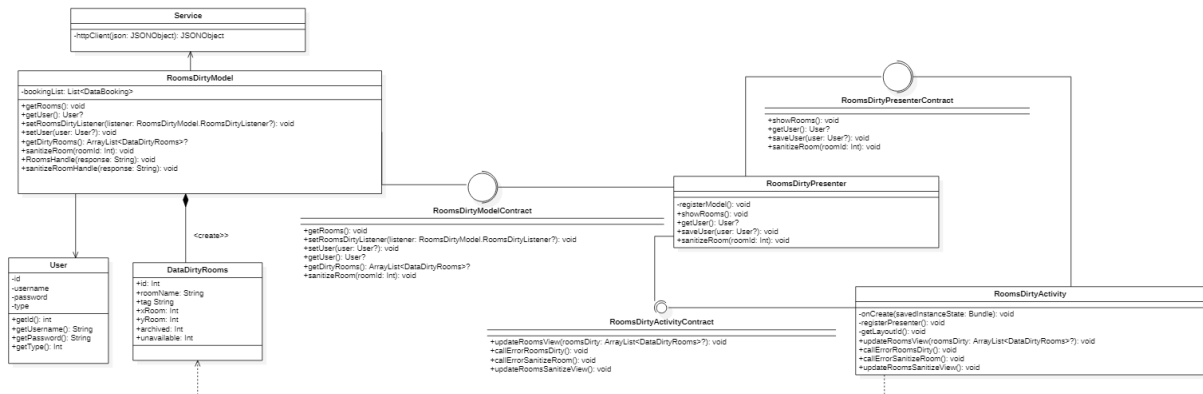 Service
-httpClient(json: JSONObject): JSONObject
RoomsDirtyModel
-bookingList: List<DataBooking>
+getRooms(): void
+getUser(): User?
+setRoomsDirtyListener(listener: RoomsDirtyModel.RoomsDirtyListener?): void
+setUser(user: User?): void
+getDirtyRooms(): ArrayList<DataDirtyRooms>?
+sanitizeRoom(roomId: Int): void
+RoomsHandle(response: String): void
+sanitizeRoomHandle(response: String): void
RoomsDirtyPresenterContract
+showRooms(): void
+getUser(): User?
+saveUser(user: User?): void
+sanitizeRoom(roomId: Int): void
RoomsDirtyModelContract
+getRooms(): void
+setRoomsDirtyListener(listener: RoomsDirtyModel.RoomsDirtyListener?): void
+setUser(user: User?): void
+getUser(): User?
+getDirtyRooms(): ArrayList<DataDirtyRooms>?
+sanitizeRoom(roomId: Int): void
RoomsDirtyPresenter
-registerModel(): void
+showRooms(): void
+getUser(): User?
+saveUser(user: User?): void
+sanitizeRoom(roomId: Int): void
<create>>
User
-id
-username
-password
-type
+getId(): int
+getUsername(): String
+getPassword(): String
+getType(): Int
DataDirtyRooms
+id: Int
+roomName: String
+tag String
+xRoom: Int
+yRoom: Int
+archived: Int
+unavailable: Int
RoomsDirtyActivityContract
+updateRoomsView(roomsDirty: ArrayList<DataDirtyRooms>?): void
+callErrorRoomsDirty(): void
+callErrorSanitizeRoom(): void
+updateRoomsSanitizeView(): void
RoomsDirtyActivity
-onCreate(savedInstanceState: Bundle): void
-registerPresenter(): void
-getLayoutId(): void
+updateRoomsView(roomsDirty: ArrayList<DataDirtyRooms>?): void
+callErrorRoomsDirty(): void
+callErrorSanitizeRoom(): void
+updateRoomsSanitizeView(): void